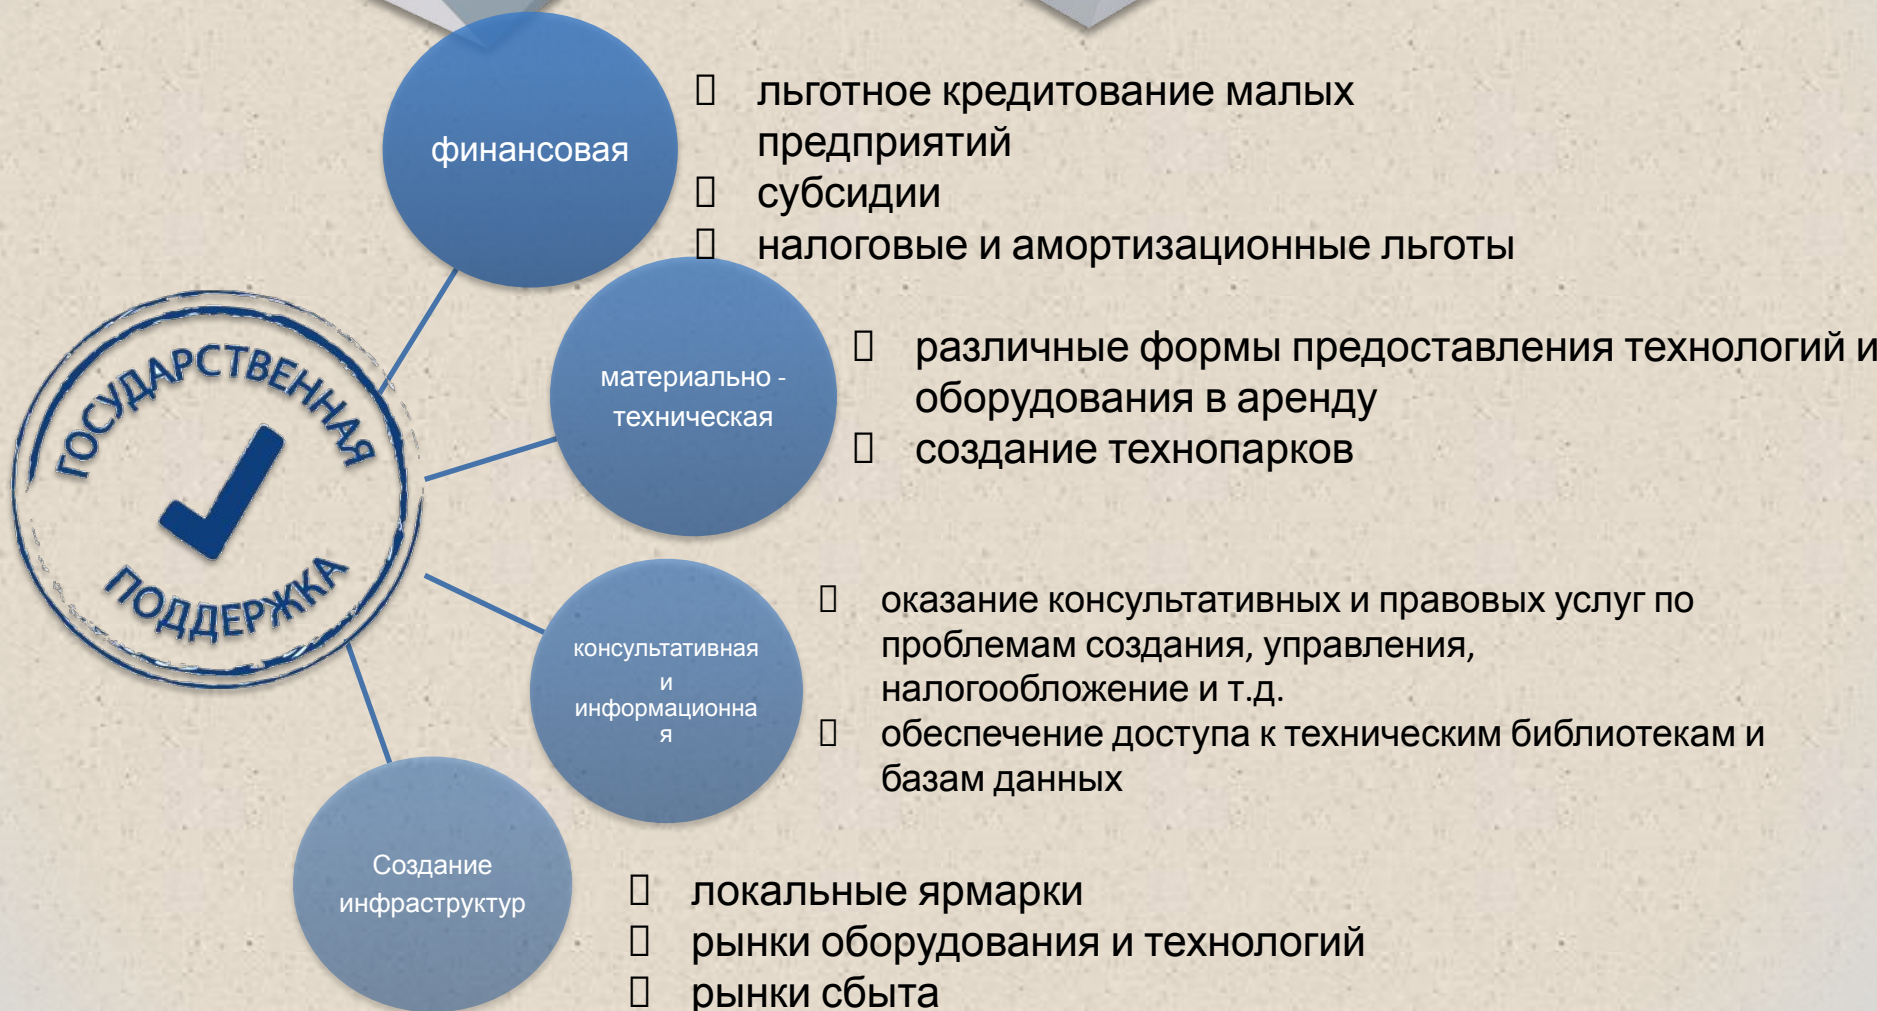 финансовая
льготное кредитование малых
предприятий
субсидии
налоговые и амортизационные льготы
ГОСУДАРСТВЕННАЯ
ПОДДЕРЖКА
материально -
техническая
различные формы предоставления технологий и
оборудования в аренду
создание технопарков
консультативная
и
информационна
я
оказание консультативных и правовых услуг по
проблемам создания, управления,
налогообложение и т.д.
обеспечение доступа к техническим библиотекам и
базам данных
Создание
инфраструктур
локальные ярмарки
рынки оборудования и технологий
рынки сбыта